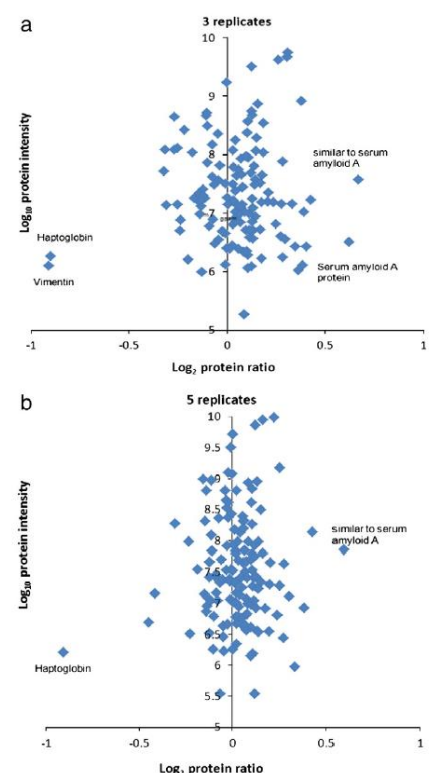 a
3 replicates
10
9
8
7
6
5
-1
-0.5
0
0.5
1
Log₁₀ protein intensity
Log₂ protein ratio
similar to serum
amyloid A
Haptoglobin
Vimentin
Serum amyloid A
protein
b
5 replicates
10
9.5
9
8.5
8
7.5
7
6.5
6
5.5
5
-1
-0.5
0
0.5
1
Log₁₀ protein intensity
Log₂ protein ratio
similar to serum
amyloid A
Haptoglobin